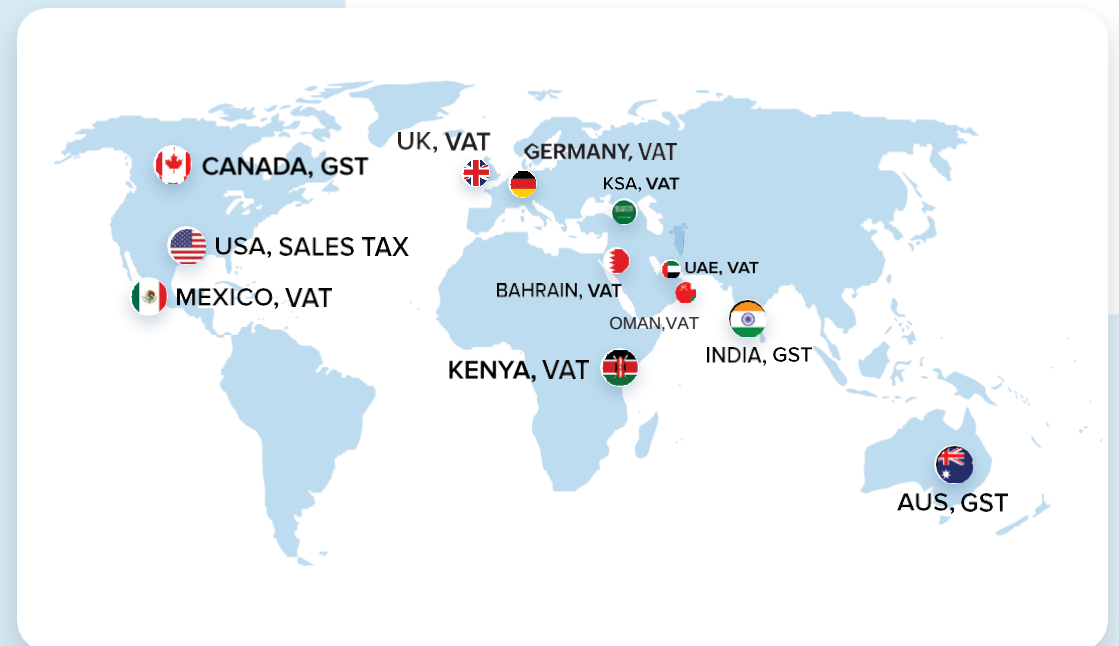 UK, VAT
GERMANY, VAT
CANADA, GST
KSA, VAT
USA, SALES TAX
UAE, VAT
BAHRAIN, VAT
MEXICO, VAT
OMAN,VAT
INDIA, GST
KENYA, VAT
AUS, GST